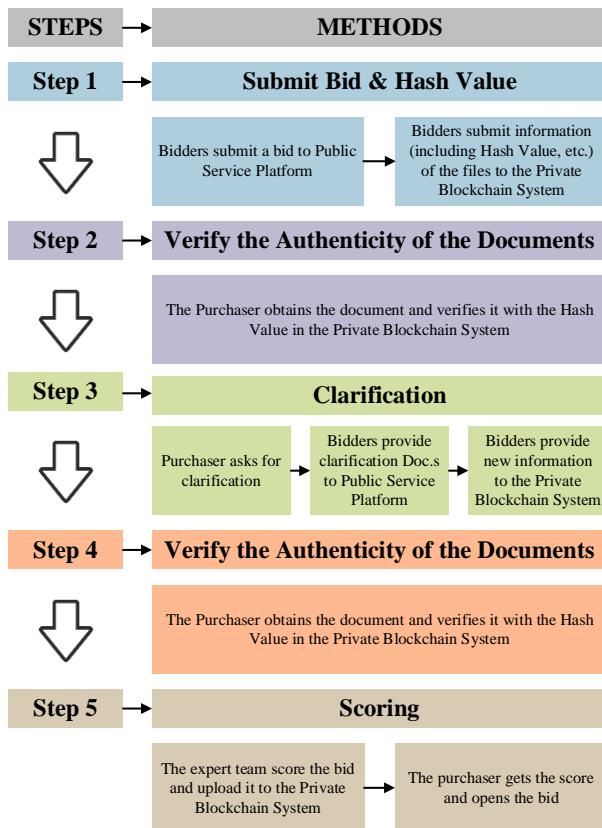 STEPS
METHODS
Step 1
Submit Bid & Hash Value
Bidders submit a bid to Public
Service Platform
Bidders submit information
(including Hash Value, etc.)
of the files to the Private
Blockchain System
Step 2
Verify the Authenticity of the Documents
The Purchaser obtains the document and verifies it with the Hash
Value in the Private Blockchain System
Step 3
Clarification
Purchaser asks for
clarification
Bidders provide
clarification Doc.s
to Public Service
Platform
Bidders provide
new information
to the Private
Blockchain System
Step 4
Verify the Authenticity of the Documents
The Purchaser obtains the document and verifies it with the Hash
Value in the Private Blockchain System
Step 5
Scoring
The expert team score the bid
and upload it to the Private
Blockchain System
The purchaser gets the score
and opens the bid